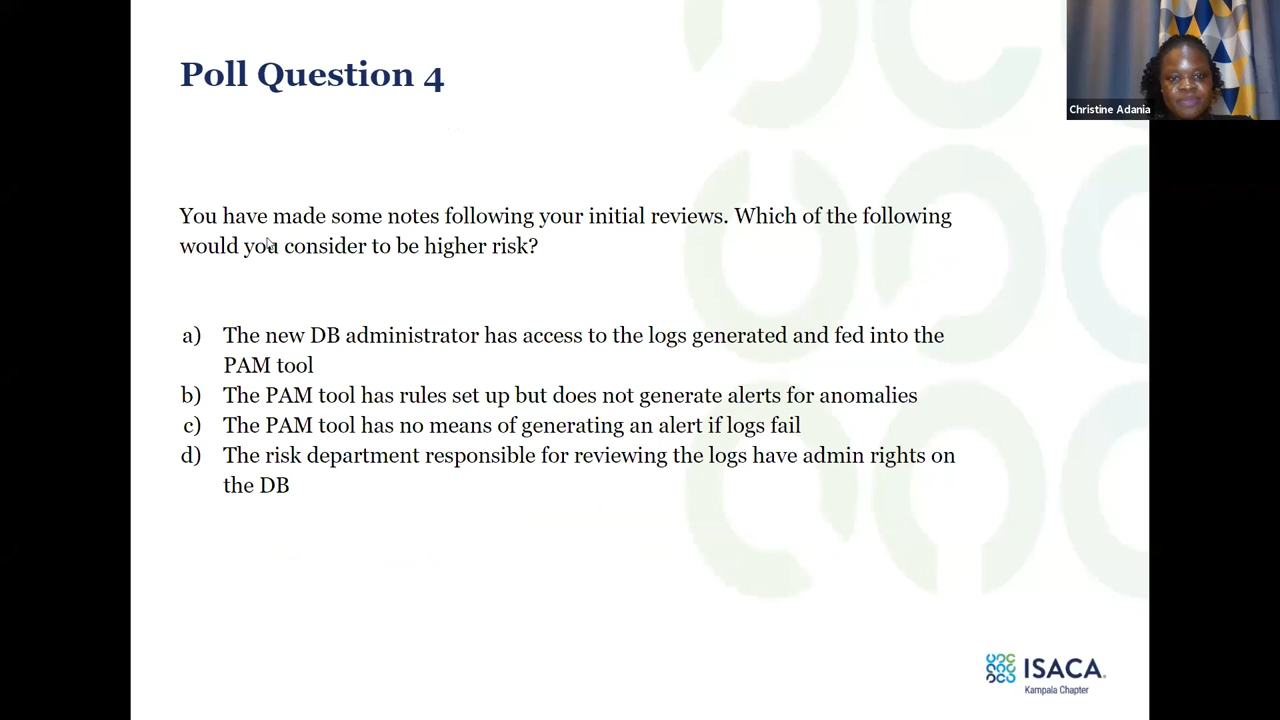 Poll Question 4
Christine Adania
You have made some notes following your initial reviews. Which of the following
would you consider to be higher risk?
a) The new DB administrator has access to the logs generated and fed into the
PAM tool
b) The PAM tool has rules set up but does not generate alerts for anomalies
c) The PAM tool has no means of generating an alert if logs fail
d) The risk department responsible for reviewing the logs have admin rights on
the DB
ISACA.
Kampala Chapter